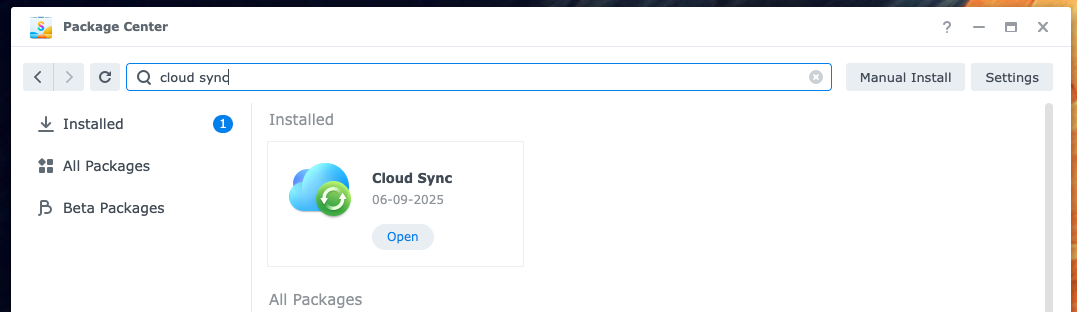 Package Center
cloud sync
Manual Install
Settings
Installed
1
All Packages
Beta Packages
Installed
Cloud Sync
06-09-2025
Open
All Packages